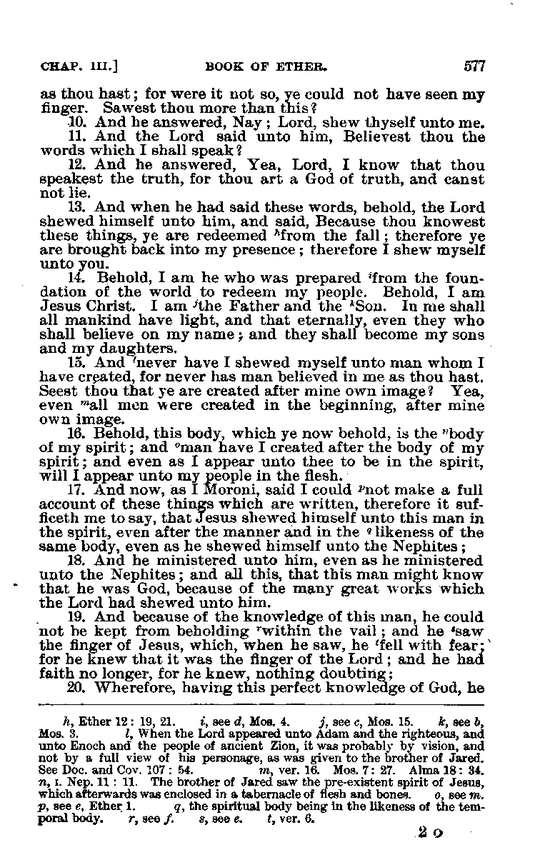 CHAP. III.] BOOK OF ETHER. 577
as thou hast; for were it not so, ye could not have seen my
finger. Sawest thou more than this?
10. And he answered, Nay; Lord, shew thyself unto me.
11. And the Lord said unto him, Believest thou the
words which I shall speak?
12. And he answered, Yea, Lord, I know that thou
speakest the truth, for thou art a God of truth, and canst
not lie.
13. And when he had said these words, behold, the Lord
shewed himself unto him, and said, Because thou knowest
these things, ye are redeemed ʰfrom the fall; therefore ye
are brought back into my presence; therefore I shew myself
unto you.
14. Behold, I am he who was prepared ⁱfrom the foun-
dation of the world to redeem my people. Behold, I am
Jesus Christ. I am ʲthe Father and the ᵏSon. In me shall
all mankind have light, and that eternally, even they who
shall believe on my name; and they shall become my sons
and my daughters.
15. And ˡnever have I shewed myself unto man whom I
have created, for never has man believed in me as thou hast.
Seest thou that ye are created after mine own image? Yea,
even ᵐall men were created in the beginning, after mine
own image.
16. Behold, this body, which ye now behold, is the ⁿbody
of my spirit; and ᵒman have I created after the body of my
spirit; and even as I appear unto thee to be in the spirit,
will I appear unto my people in the flesh.
17. And now, as I Moroni, said I could ᵖnot make a full
account of these things which are written, therefore it suf-
ficeth me to say, that Jesus shewed himself unto this man in
the spirit, even after the manner and in the qlikeness of the
same body, even as he shewed himself unto the Nephites;
18. And he ministered unto him, even as he ministered
unto the Nephites; and all this, that this man might know
that he was God, because of the many great works which
the Lord had shewed unto him.
19. And because of the knowledge of this man, he could
not be kept from beholding ʳwithin the vail; and he ˢsaw
the finger of Jesus, which, when he saw, he ᵗfell with fear;
for he knew that it was the finger of the Lord; and he had
faith no longer, for he knew, nothing doubting;
20. Wherefore, having this perfect knowledge of God, he
h, Ether 12: 19, 21. i, see d, Mos. 4. j, see c, Mos. 15. k, see b,
Mos. 3. l, When the Lord appeared unto Adam and the righteous, and
unto Enoch and the people of ancient Zion, it was probably by vision, and
not by a full view of his personage, as was given to the brother of Jared.
See Doc. and Cov. 107: 54. m, ver. 16. Mos. 7: 27. Alma 18: 34.
n, I. Nep. 11: 11. The brother of Jared saw the pre-existent spirit of Jesus,
which afterwards was enclosed in a tabernacle of flesh and bones. o, see m.
p, see e, Ether 1. q, the spiritual body being in the likeness of the tem-
poral body. r, see f. s, see e. t, ver. 6.
2 O